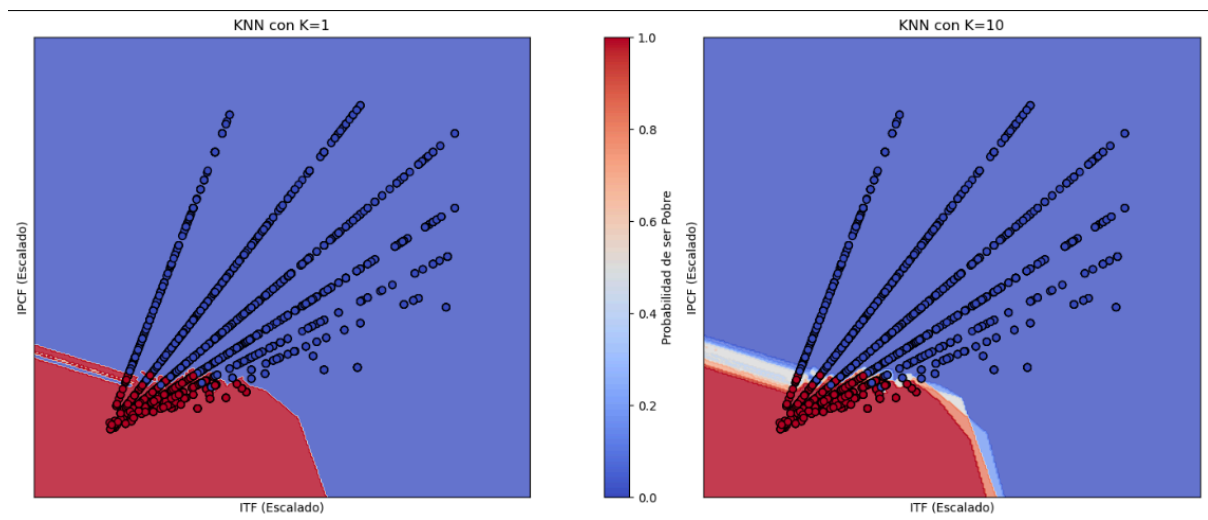 KNN con K=1
IPCF (Escalado)
ITF (Escalado)
1.0
0.8
0.6
0.4
0.2
0.0
Probabilidad de ser Pobre
KNN con K=10
IPCF (Escalado)
ITF (Escalado)